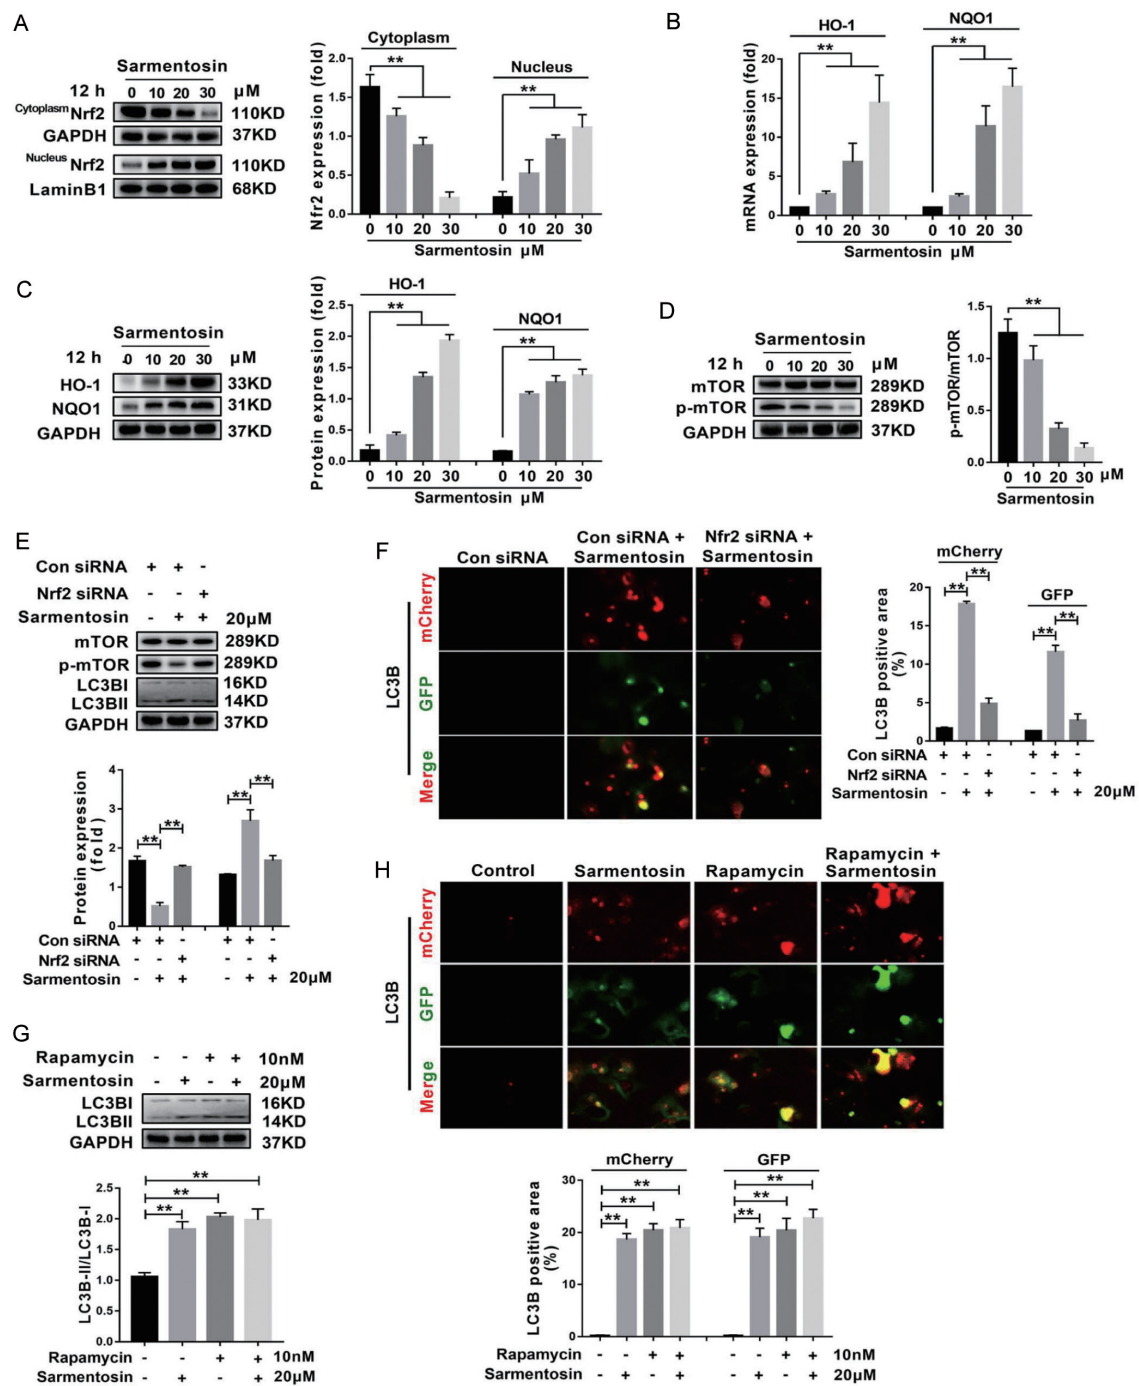 A
Sarmentosin
12 h 0 10 20 30 μM
Cytoplasm Nrf2 110KD
GAPDH 37KD
Nucleus Nrf2 110KD
LaminB1 68KD
Cytoplasm
Nucleus
**
**
Nfr2 expression (fold)
2.0
1.5
1.0
0.5
0.0
0 10 20 30 0 10 20 30
Sarmentosin μM
B
HO-1
NQO1
**
**
mRNA expression (fold)
20
15
10
5
0
0 10 20 30 0 10 20 30
Sarmentosin μM
C
Sarmentosin
12 h 0 10 20 30 μM
HO-1 33KD
NQO1 31KD
GAPDH 37KD
HO-1
NQO1
**
**
Protein expression (fold)
2.5
2.0
1.5
1.0
0.5
0.0
0 10 20 30 0 10 20 30
Sarmentosin μM
D
Sarmentosin
12 h 0 10 20 30 μM
mTOR 289KD
p-mTOR 289KD
GAPDH 37KD
**
p-mTOR/mTOR
1.5
1.0
0.5
0.0
0 10 20 30 μM
Sarmentosin
E
Con siRNA + + -
Nrf2 siRNA - - +
Sarmentosin - + + 20μM
mTOR 289KD
p-mTOR 289KD
LC3BI 16KD
LC3BII 14KD
GAPDH 37KD
Protein expression
(fold)
4
3
2
1
0
** ** ** **
Con siRNA + + - + + -
Nrf2 siRNA - - + - - +
Sarmentosin - + + - + + 20μM
F
Con siRNA
Con siRNA +
Sarmentosin
Nfr2 siRNA +
Sarmentosin
LC3B
mCherry
GFP
Merge
mCherry
GFP
** ** ** **
LC3B positive area
(%)
20
15
10
5
0
Con siRNA + + - + + -
Nrf2 siRNA - - + - - +
Sarmentosin - + + - + + 20μM
G
Rapamycin - - + + 10nM
Sarmentosin - + - + 20μM
LC3BI 16KD
LC3BII 14KD
GAPDH 37KD
**
**
**
LC3B-II/LC3B-I
2.5
2.0
1.5
1.0
0.5
0.0
Rapamycin - - + + 10nM
Sarmentosin - + - + 20μM
H
Control
Sarmentosin
Rapamycin
Rapamycin +
Sarmentosin
LC3B
mCherry
GFP
Merge
mCherry
GFP
** **
** **
** **
LC3B positive area
(%)
30
20
10
0
Rapamycin - - + + - - + + 10nM
Sarmentosin - + - + - + - + 20μM